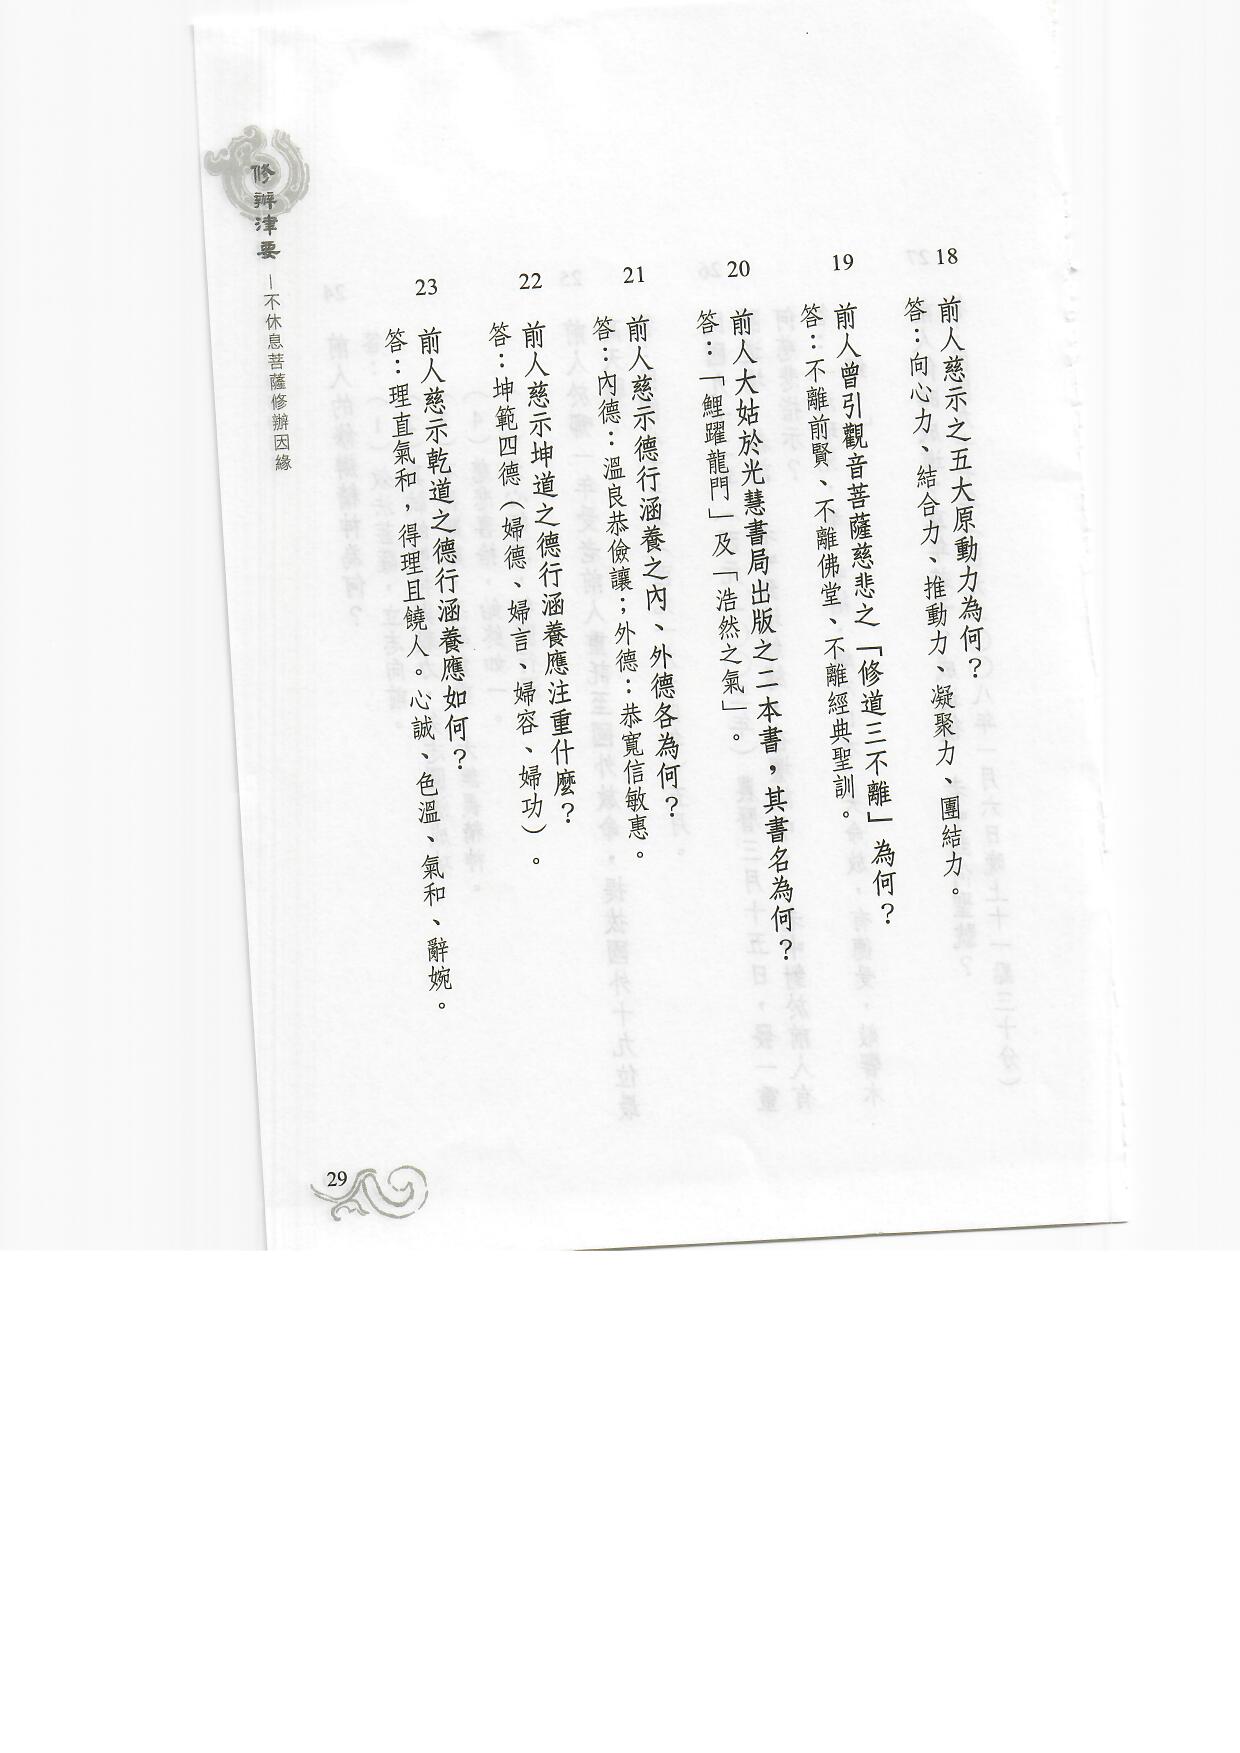 18
前人慈示之五大原動力為何？
答：向心力、結合力、推動力、凝聚力、團結力。
19
前人曾引觀音菩薩慈悲之「修道三不離」為何？
答：不離前賢、不離佛堂、不離經典聖訓。
20
前人大姑於光慧書局出版之二本書，其書名為何？
答：「鯉躍龍門」及「浩然之氣」。
21
前人慈示德行涵養之內、外德各為何？
答：內德：溫良恭儉讓；外德：恭寬信敏惠。
22
前人慈示坤道之德行涵養應注重什麼？
答：坤範四德（婦德、婦言、婦容、婦功）。
23
前人慈示乾道之德行涵養應如何？
答：理直氣和，得理且饒人。心誠、色溫、氣和、辭婉。
修辦津要－不休息菩薩修辦因緣
29